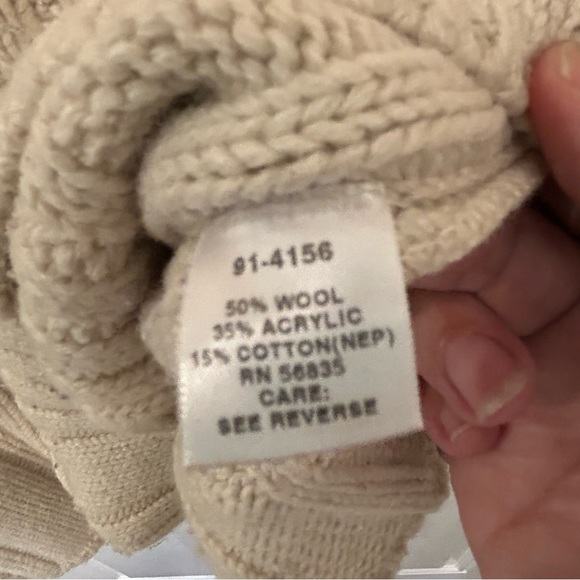 91-4156
50% WOOL
35% ACRYLIC
15% COTTON(NEP)
RN 56835
CARE:
SEE REVERSE